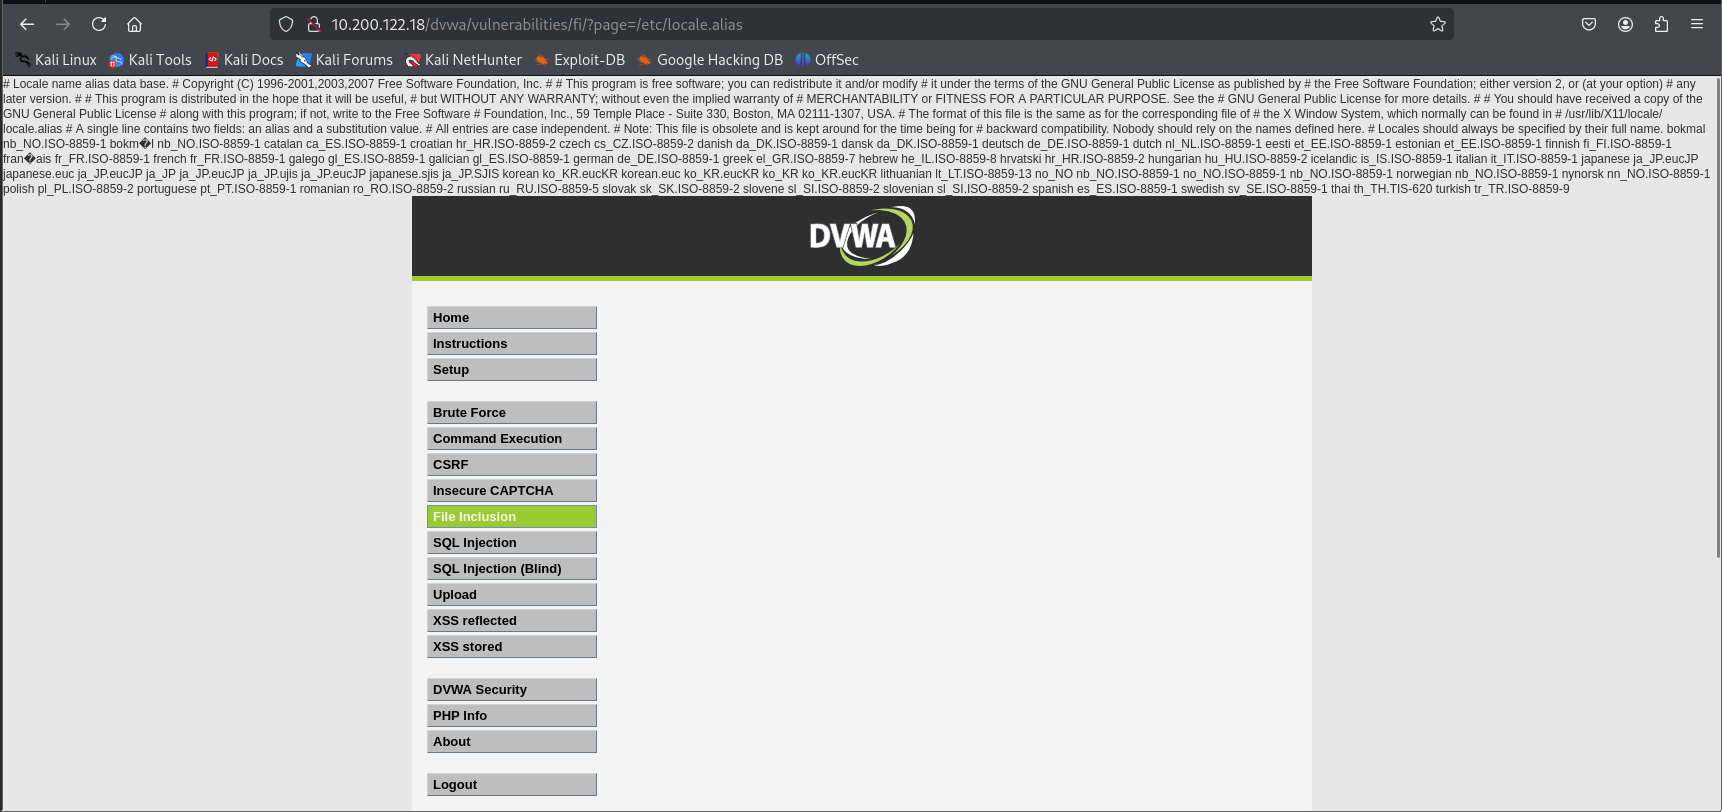 10.200.122.18/dvwa/vulnerabilities/fi/?page=/etc/locale.alias
Kali Linux Kali Tools Kali Docs Kali Forums Kali NetHunter Exploit-DB Google Hacking DB OffSec
# Locale name alias data base. # Copyright (C) 1996-2001,2003,2007 Free Software Foundation, Inc. # # This program is free software; you can redistribute it and/or modify # it under the terms of the GNU General Public License as published by # the Free Software Foundation; either version 2, or (at your option) # any
later version. # # This program is distributed in the hope that it will be useful, # but WITHOUT ANY WARRANTY; without even the implied warranty of # MERCHANTABILITY or FITNESS FOR A PARTICULAR PURPOSE. See the # GNU General Public License for more details. # # You should have received a copy of the
GNU General Public License # along with this program; if not, write to the Free Software # Foundation, Inc., 59 Temple Place - Suite 330, Boston, MA 02111-1307, USA. # The format of this file is the same as for the corresponding file of # the X Window System, which normally can be found in # /usr/lib/X11/locale/
locale.alias # A single line contains two fields: an alias and a substitution value. # All entries are case independent. # Note: This file is obsolete and is kept around for the time being for # backward compatibility. Nobody should rely on the names defined here. # Locales should always be specified by their full name. bokmal
nb_NO.ISO-8859-1 bokm�l nb_NO.ISO-8859-1 catalan ca_ES.ISO-8859-1 croatian hr_HR.ISO-8859-2 czech cs_CZ.ISO-8859-2 danish da_DK.ISO-8859-1 dansk da_DK.ISO-8859-1 deutsch de_DE.ISO-8859-1 dutch nl_NL.ISO-8859-1 eesti et_EE.ISO-8859-1 estonian et_EE.ISO-8859-1 finnish fi_FI.ISO-8859-1
fran�ais fr_FR.ISO-8859-1 french fr_FR.ISO-8859-1 galego gl_ES.ISO-8859-1 galician gl_ES.ISO-8859-1 german de_DE.ISO-8859-1 greek el_GR.ISO-8859-7 hebrew he_IL.ISO-8859-8 hrvatski hr_HR.ISO-8859-2 hungarian hu_HU.ISO-8859-2 icelandic is_IS.ISO-8859-1 italian it_IT.ISO-8859-1 japanese ja_JP.eucJP
japanese.euc ja_JP.eucJP ja_JP ja_JP.eucJP ja_JP.ujis ja_JP.eucJP japanese.sjis ja_JP.SJIS korean ko_KR.eucKR korean.euc ko_KR.eucKR ko_KR ko_KR.eucKR lithuanian lt_LT.ISO-8859-13 no_NO nb_NO.ISO-8859-1 no_NO.ISO-8859-1 nb_NO.ISO-8859-1 norwegian nb_NO.ISO-8859-1 nynorsk nn_NO.ISO-8859-1
polish pl_PL.ISO-8859-2 portuguese pt_PT.ISO-8859-1 romanian ro_RO.ISO-8859-2 russian ru_RU.ISO-8859-5 slovak sk_SK.ISO-8859-2 slovene sl_SI.ISO-8859-2 slovenian sl_SI.ISO-8859-2 spanish es_ES.ISO-8859-1 swedish sv_SE.ISO-8859-1 thai th_TH.TIS-620 turkish tr_TR.ISO-8859-9
DVWA
Home
Instructions
Setup
Brute Force
Command Execution
CSRF
Insecure CAPTCHA
File Inclusion
SQL Injection
SQL Injection (Blind)
Upload
XSS reflected
XSS stored
DVWA Security
PHP Info
About
Logout